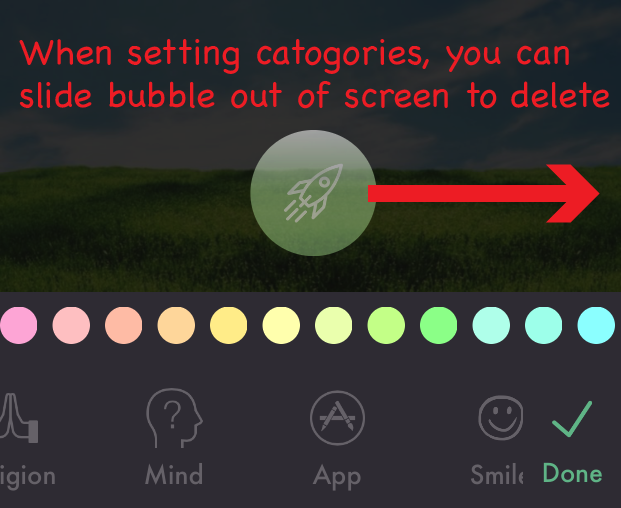 When setting catogories, you can
slide bubble out of screen to delete
igion
Mind
App
Smile
Done